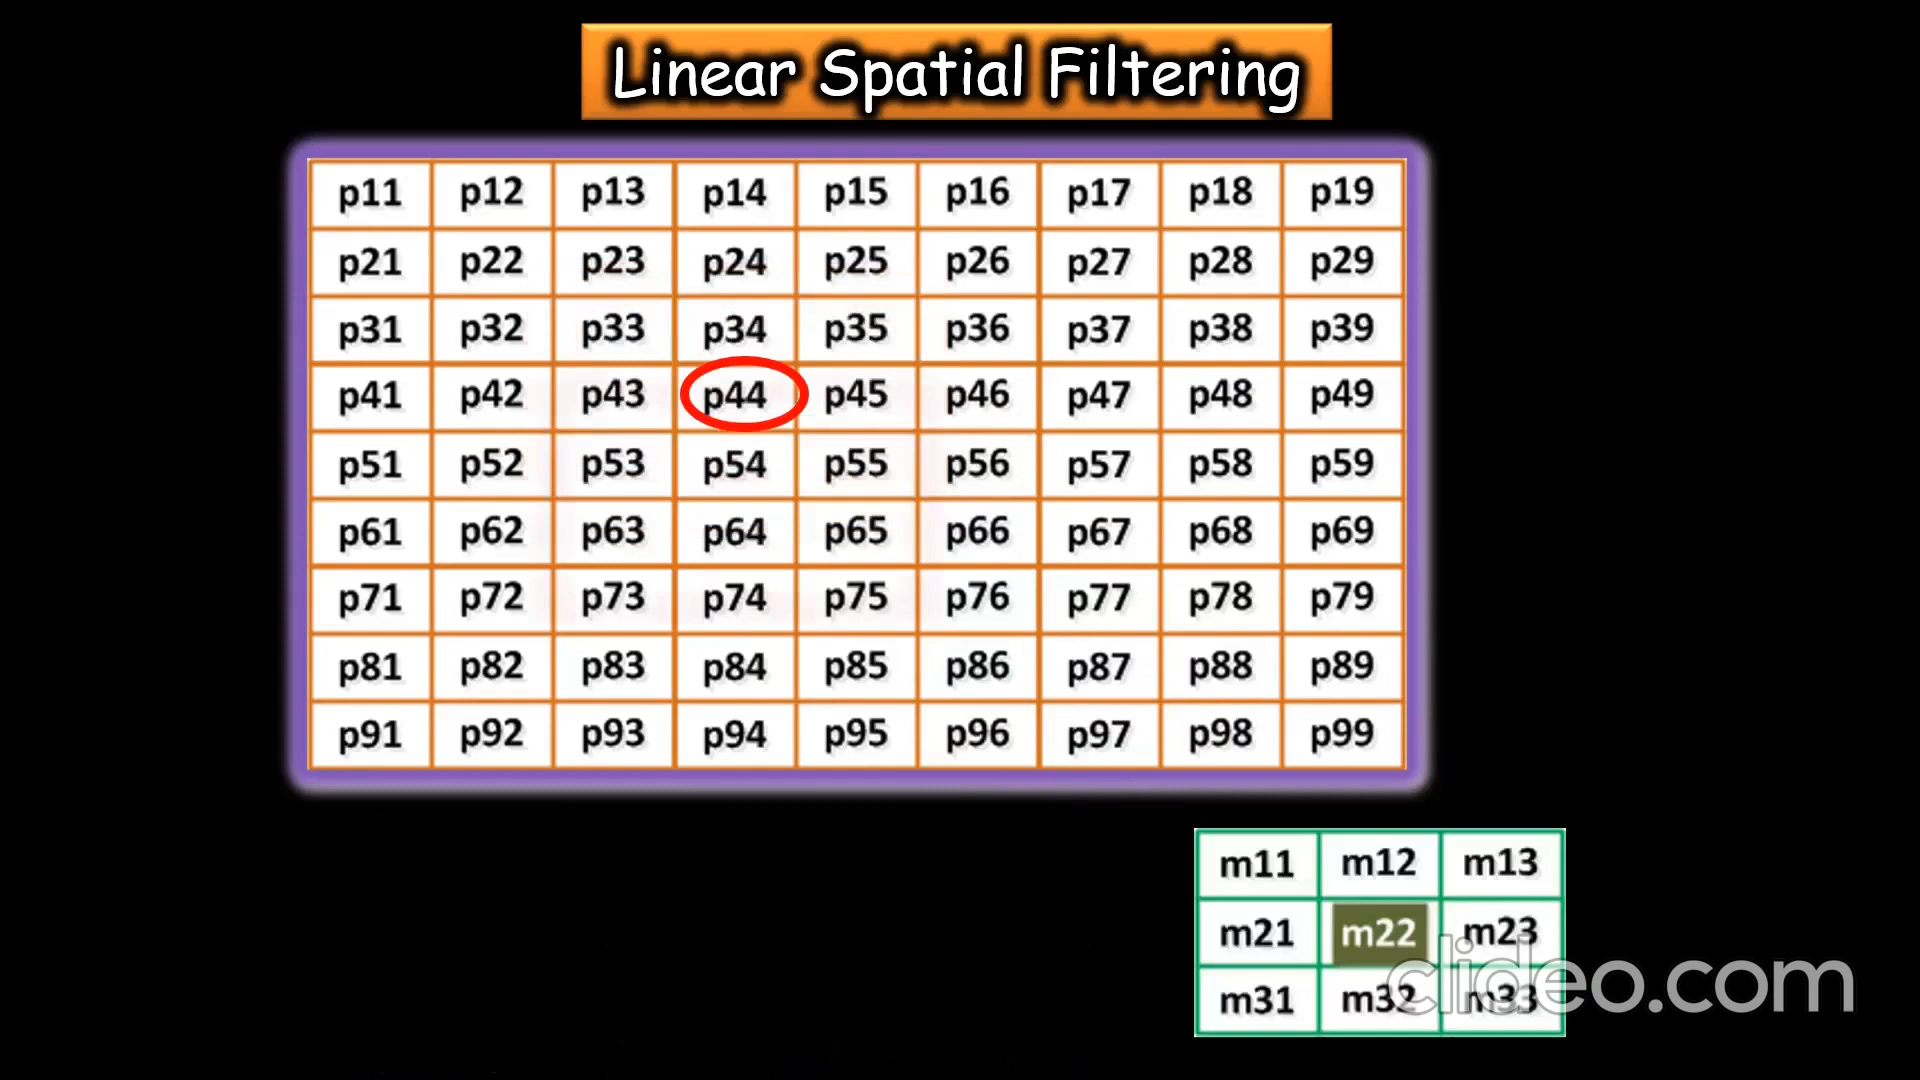 Linear Spatial Filtering
p11 p12 p13 p14 p15 p16 p17 p18 p19
p21 p22 p23 p24 p25 p26 p27 p28 p29
p31 p32 p33 p34 p35 p36 p37 p38 p39
p41 p42 p43 p44 p45 p46 p47 p48 p49
p51 p52 p53 p54 p55 p56 p57 p58 p59
p61 p62 p63 p64 p65 p66 p67 p68 p69
p71 p72 p73 p74 p75 p76 p77 p78 p79
p81 p82 p83 p84 p85 p86 p87 p88 p89
p91 p92 p93 p94 p95 p96 p97 p98 p99
m11 m12 m13
m21 m22 m23
m31 m32 m33
clideo.com